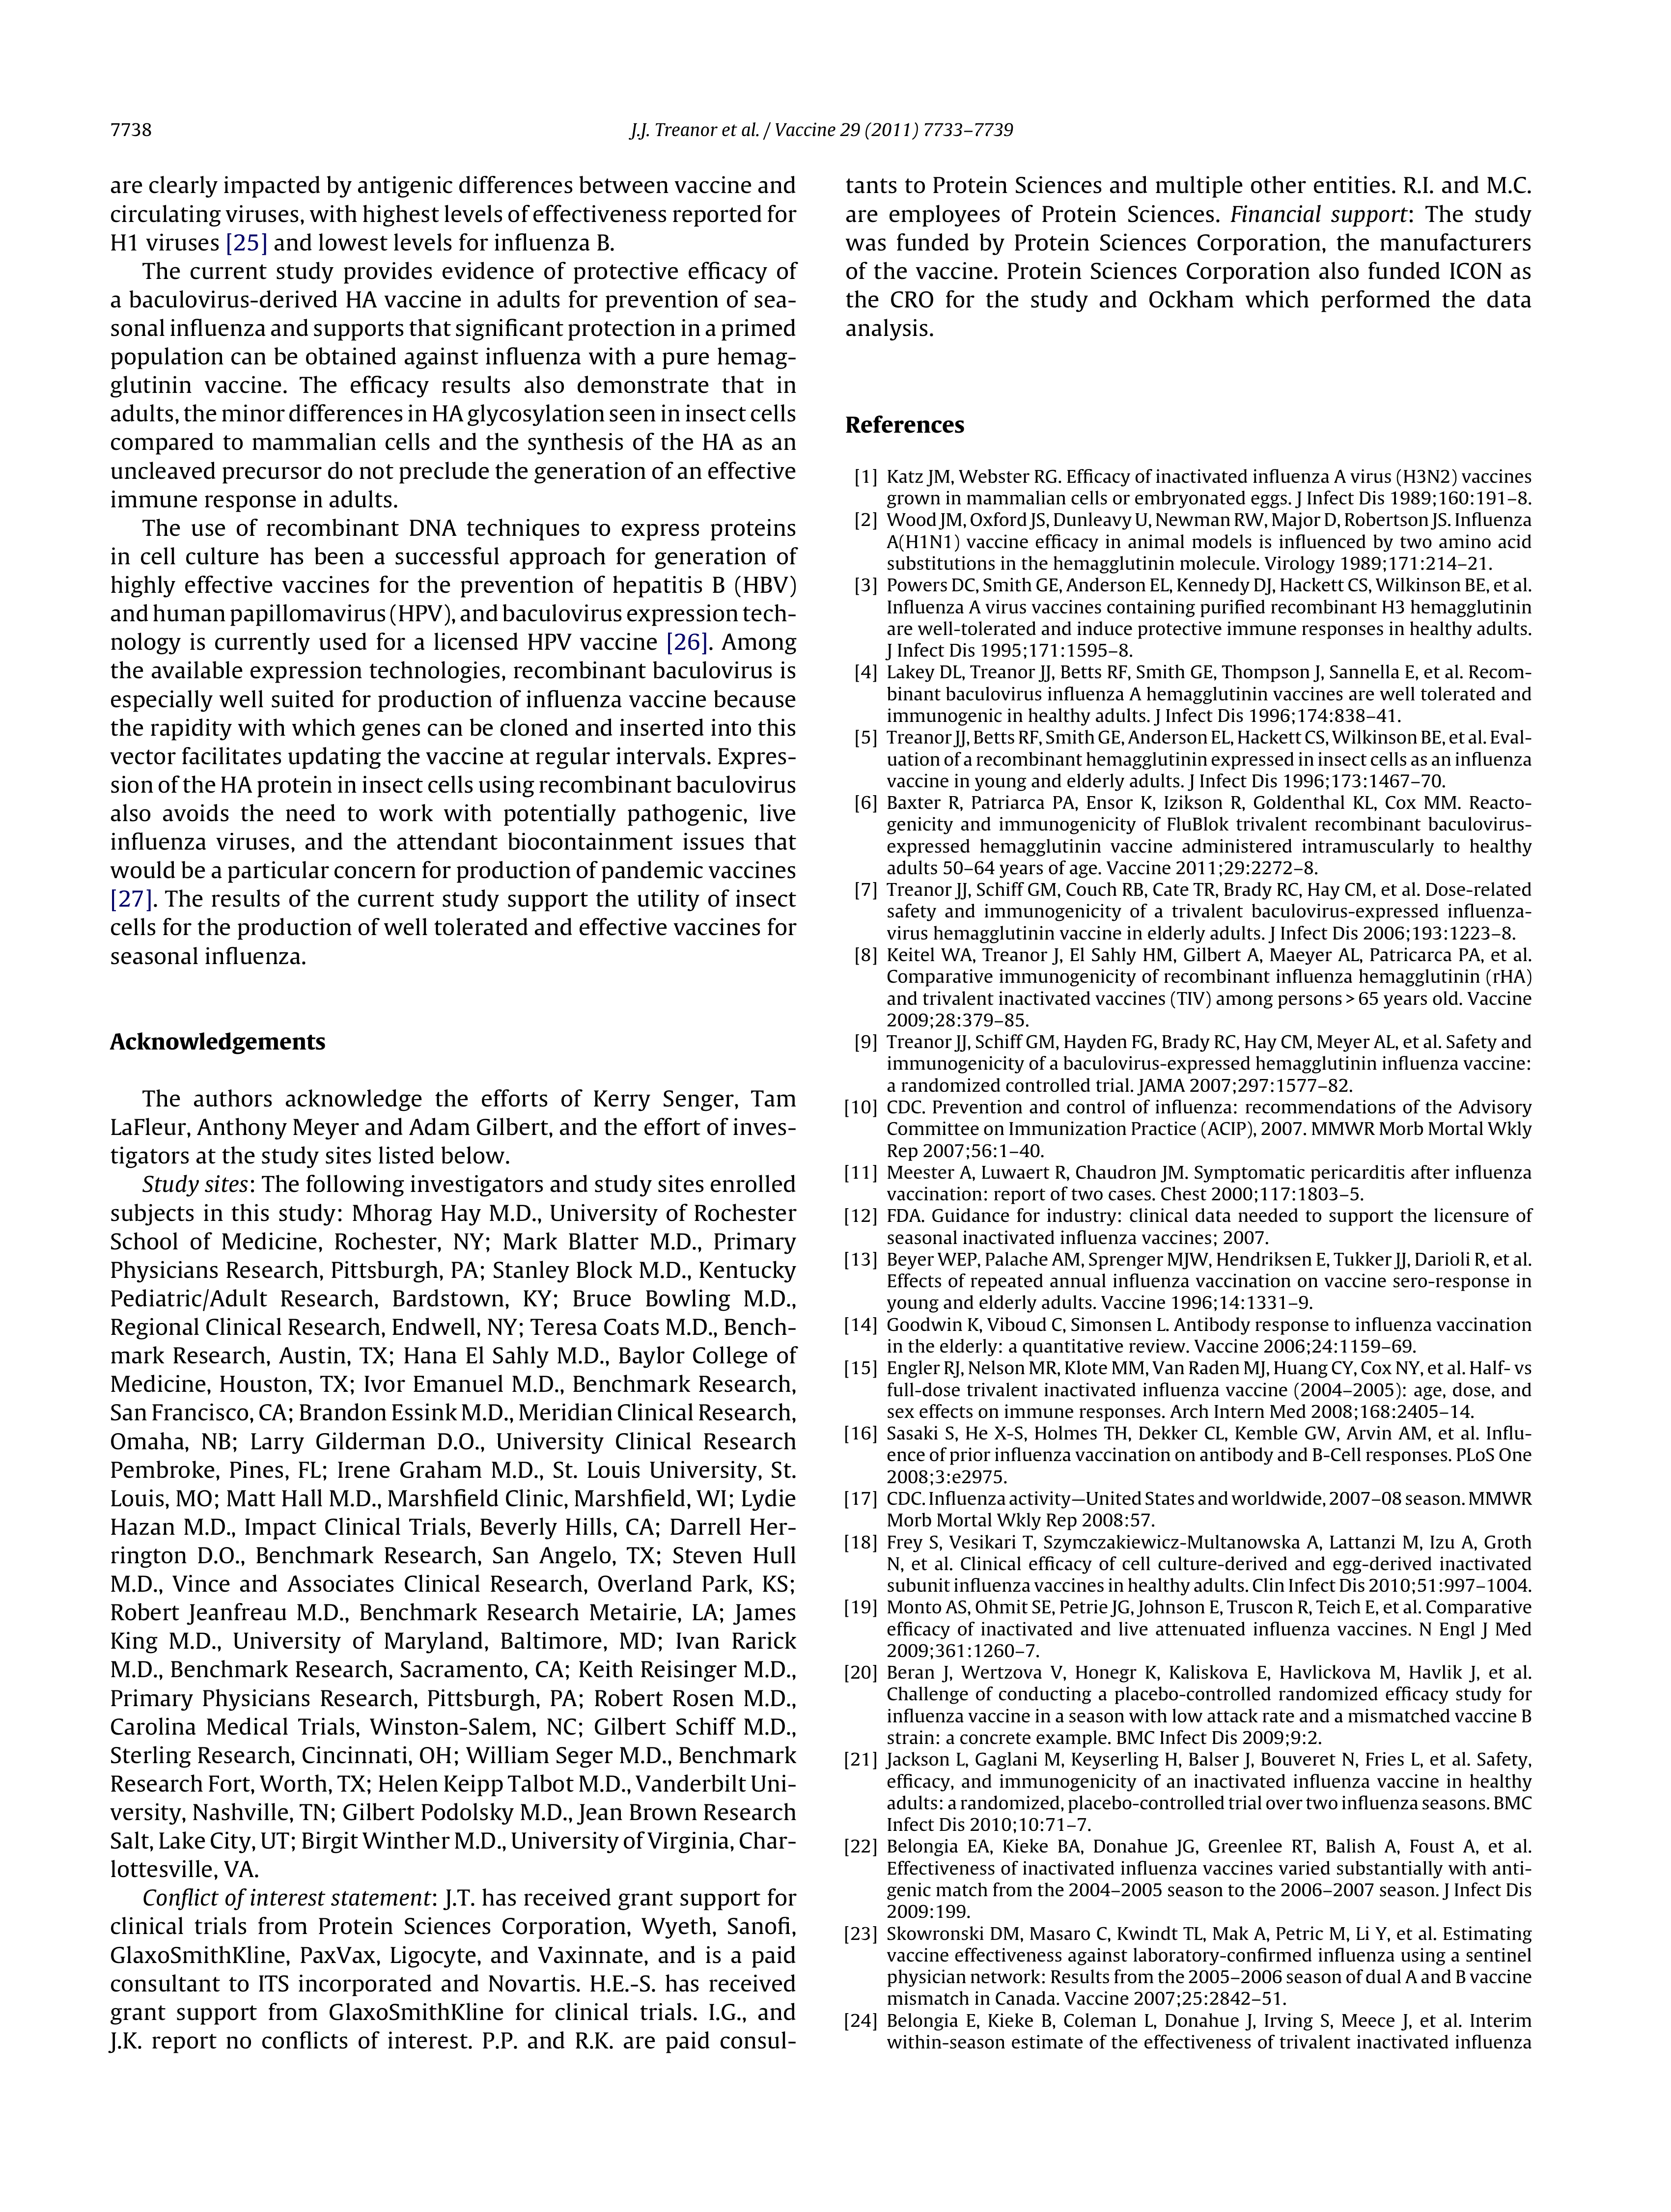 7738
J.J. Treanor et al. / Vaccine 29 (2011) 7733–7739
are clearly impacted by antigenic differences between vaccine and
circulating viruses, with highest levels of effectiveness reported for
H1 viruses [25] and lowest levels for influenza B.
The current study provides evidence of protective efficacy of
a baculovirus-derived HA vaccine in adults for prevention of sea-
sonal influenza and supports that significant protection in a primed
population can be obtained against influenza with a pure hemag-
glutinin vaccine. The efficacy results also demonstrate that in
adults, the minor differences in HA glycosylation seen in insect cells
compared to mammalian cells and the synthesis of the HA as an
uncleaved precursor do not preclude the generation of an effective
immune response in adults.
The use of recombinant DNA techniques to express proteins
in cell culture has been a successful approach for generation of
highly effective vaccines for the prevention of hepatitis B (HBV)
and human papillomavirus (HPV), and baculovirus expression tech-
nology is currently used for a licensed HPV vaccine [26]. Among
the available expression technologies, recombinant baculovirus is
especially well suited for production of influenza vaccine because
the rapidity with which genes can be cloned and inserted into this
vector facilitates updating the vaccine at regular intervals. Expres-
sion of the HA protein in insect cells using recombinant baculovirus
also avoids the need to work with potentially pathogenic, live
influenza viruses, and the attendant biocontainment issues that
would be a particular concern for production of pandemic vaccines
[27]. The results of the current study support the utility of insect
cells for the production of well tolerated and effective vaccines for
seasonal influenza.
Acknowledgements
The authors acknowledge the efforts of Kerry Senger, Tam
LaFleur, Anthony Meyer and Adam Gilbert, and the effort of inves-
tigators at the study sites listed below.
Study sites: The following investigators and study sites enrolled
subjects in this study: Mhorag Hay M.D., University of Rochester
School of Medicine, Rochester, NY; Mark Blatter M.D., Primary
Physicians Research, Pittsburgh, PA; Stanley Block M.D., Kentucky
Pediatric/Adult Research, Bardstown, KY; Bruce Bowling M.D.,
Regional Clinical Research, Endwell, NY; Teresa Coats M.D., Bench-
mark Research, Austin, TX; Hana El Sahly M.D., Baylor College of
Medicine, Houston, TX; Ivor Emanuel M.D., Benchmark Research,
San Francisco, CA; Brandon Essink M.D., Meridian Clinical Research,
Omaha, NB; Larry Gilderman D.O., University Clinical Research
Pembroke, Pines, FL; Irene Graham M.D., St. Louis University, St.
Louis, MO; Matt Hall M.D., Marshfield Clinic, Marshfield, WI; Lydie
Hazan M.D., Impact Clinical Trials, Beverly Hills, CA; Darrell Her-
rington D.O., Benchmark Research, San Angelo, TX; Steven Hull
M.D., Vince and Associates Clinical Research, Overland Park, KS;
Robert Jeanfreau M.D., Benchmark Research Metairie, LA; James
King M.D., University of Maryland, Baltimore, MD; Ivan Rarick
M.D., Benchmark Research, Sacramento, CA; Keith Reisinger M.D.,
Primary Physicians Research, Pittsburgh, PA; Robert Rosen M.D.,
Carolina Medical Trials, Winston-Salem, NC; Gilbert Schiff M.D.,
Sterling Research, Cincinnati, OH; William Seger M.D., Benchmark
Research Fort, Worth, TX; Helen Keipp Talbot M.D., Vanderbilt Uni-
versity, Nashville, TN; Gilbert Podolsky M.D., Jean Brown Research
Salt, Lake City, UT; Birgit Winther M.D., University of Virginia, Char-
lottesville, VA.
Conflict of interest statement: J.T. has received grant support for
clinical trials from Protein Sciences Corporation, Wyeth, Sanofi,
GlaxoSmithKline, PaxVax, Ligocyte, and Vaxinnate, and is a paid
consultant to ITS incorporated and Novartis. H.E.-S. has received
grant support from GlaxoSmithKline for clinical trials. I.G., and
J.K. report no conflicts of interest. P.P. and R.K. are paid consul-
tants to Protein Sciences and multiple other entities. R.I. and M.C.
are employees of Protein Sciences. Financial support: The study
was funded by Protein Sciences Corporation, the manufacturers
of the vaccine. Protein Sciences Corporation also funded ICON as
the CRO for the study and Ockham which performed the data
analysis.
References
[1] Katz JM, Webster RG. Efficacy of inactivated influenza A virus (H3N2) vaccines
grown in mammalian cells or embryonated eggs. J Infect Dis 1989;160:191–8.
[2] Wood JM, Oxford JS, Dunleavy U, Newman RW, Major D, Robertson JS. Influenza
A(H1N1) vaccine efficacy in animal models is influenced by two amino acid
substitutions in the hemagglutinin molecule. Virology 1989;171:214–21.
[3] Powers DC, Smith GE, Anderson EL, Kennedy DJ, Hackett CS, Wilkinson BE, et al.
Influenza A virus vaccines containing purified recombinant H3 hemagglutinin
are well-tolerated and induce protective immune responses in healthy adults.
J Infect Dis 1995;171:1595–8.
[4] Lakey DL, Treanor JJ, Betts RF, Smith GE, Thompson J, Sannella E, et al. Recom-
binant baculovirus influenza A hemagglutinin vaccines are well tolerated and
immunogenic in healthy adults. J Infect Dis 1996;174:838–41.
[5] Treanor JJ, Betts RF, Smith GE, Anderson EL, Hackett CS, Wilkinson BE, et al. Eval-
uation of a recombinant hemagglutinin expressed in insect cells as an influenza
vaccine in young and elderly adults. J Infect Dis 1996;173:1467–70.
[6] Baxter R, Patriarca PA, Ensor K, Izikson R, Goldenthal KL, Cox MM. Reacto-
genicity and immunogenicity of FluBlok trivalent recombinant baculovirus-
expressed hemagglutinin vaccine administered intramuscularly to healthy
adults 50–64 years of age. Vaccine 2011;29:2272–8.
[7] Treanor JJ, Schiff GM, Couch RB, Cate TR, Brady RC, Hay CM, et al. Dose-related
safety and immunogenicity of a trivalent baculovirus-expressed influenza-
virus hemagglutinin vaccine in elderly adults. J Infect Dis 2006;193:1223–8.
[8] Keitel WA, Treanor J, El Sahly HM, Gilbert A, Maeyer AL, Patricarca PA, et al.
Comparative immunogenicity of recombinant influenza hemagglutinin (rHA)
and trivalent inactivated vaccines (TIV) among persons > 65 years old. Vaccine
2009;28:379–85.
[9] Treanor JJ, Schiff GM, Hayden FG, Brady RC, Hay CM, Meyer AL, et al. Safety and
immunogenicity of a baculovirus-expressed hemagglutinin influenza vaccine:
a randomized controlled trial. JAMA 2007;297:1577–82.
[10] CDC. Prevention and control of influenza: recommendations of the Advisory
Committee on Immunization Practice (ACIP), 2007. MMWR Morb Mortal Wkly
Rep 2007;56:1–40.
[11] Meester A, Luwaert R, Chaudron JM. Symptomatic pericarditis after influenza
vaccination: report of two cases. Chest 2000;117:1803–5.
[12] FDA. Guidance for industry: clinical data needed to support the licensure of
seasonal inactivated influenza vaccines; 2007.
[13] Beyer WEP, Palache AM, Sprenger MJW, Hendriksen E, Tukker JJ, Darioli R, et al.
Effects of repeated annual influenza vaccination on vaccine sero-response in
young and elderly adults. Vaccine 1996;14:1331–9.
[14] Goodwin K, Viboud C, Simonsen L. Antibody response to influenza vaccination
in the elderly: a quantitative review. Vaccine 2006;24:1159–69.
[15] Engler RJ, Nelson MR, Klote MM, Van Raden MJ, Huang CY, Cox NY, et al. Half- vs
full-dose trivalent inactivated influenza vaccine (2004–2005): age, dose, and
sex effects on immune responses. Arch Intern Med 2008;168:2405–14.
[16] Sasaki S, He X-S, Holmes TH, Dekker CL, Kemble GW, Arvin AM, et al. Influ-
ence of prior influenza vaccination on antibody and B-Cell responses. PLoS One
2008;3:e2975.
[17] CDC. Influenza activity—United States and worldwide, 2007–08 season. MMWR
Morb Mortal Wkly Rep 2008:57.
[18] Frey S, Vesikari T, Szymczakiewicz-Multanowska A, Lattanzi M, Izu A, Groth
N, et al. Clinical efficacy of cell culture-derived and egg-derived inactivated
subunit influenza vaccines in healthy adults. Clin Infect Dis 2010;51:997–1004.
[19] Monto AS, Ohmit SE, Petrie JG, Johnson E, Truscon R, Teich E, et al. Comparative
efficacy of inactivated and live attenuated influenza vaccines. N Engl J Med
2009;361:1260–7.
[20] Beran J, Wertzova V, Honegr K, Kaliskova E, Havlickova M, Havlik J, et al.
Challenge of conducting a placebo-controlled randomized efficacy study for
influenza vaccine in a season with low attack rate and a mismatched vaccine B
strain: a concrete example. BMC Infect Dis 2009;9:2.
[21] Jackson L, Gaglani M, Keyserling H, Balser J, Bouveret N, Fries L, et al. Safety,
efficacy, and immunogenicity of an inactivated influenza vaccine in healthy
adults: a randomized, placebo-controlled trial over two influenza seasons. BMC
Infect Dis 2010;10:71–7.
[22] Belongia EA, Kieke BA, Donahue JG, Greenlee RT, Balish A, Foust A, et al.
Effectiveness of inactivated influenza vaccines varied substantially with anti-
genic match from the 2004–2005 season to the 2006–2007 season. J Infect Dis
2009:199.
[23] Skowronski DM, Masaro C, Kwindt TL, Mak A, Petric M, Li Y, et al. Estimating
vaccine effectiveness against laboratory-confirmed influenza using a sentinel
physician network: Results from the 2005–2006 season of dual A and B vaccine
mismatch in Canada. Vaccine 2007;25:2842–51.
[24] Belongia E, Kieke B, Coleman L, Donahue J, Irving S, Meece J, et al. Interim
within-season estimate of the effectiveness of trivalent inactivated influenza